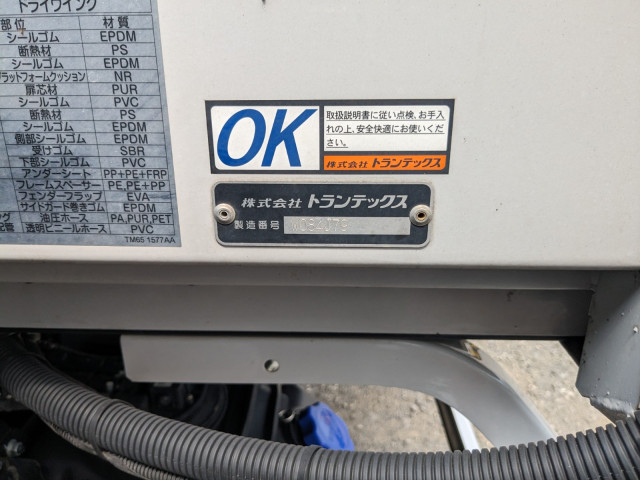 ドライウイング
部位 材質
シールゴム EPDM
断熱材 PS
シールゴム EPDM
ラットフォームクッション NR
扉芯材 PUR
シールゴム PVC
断熱材 PS
シールゴム EPDM
側部シールゴム EPDM
受けゴム SBR
下部シールゴム PVC
アンダーシート PP+PE+FRP
フレームスペーサー PE,PE+PP
フェンダーフラップ EVA
サイドガード巻きゴム EPDM
油圧ホース PA,PUR,PET
配管 透明ビニールホース PVC
TM65 1577AA
OK
取扱説明書に従い点検、お手入
れの上、安全快適にお使いくだ
さい。
株式会社 トランテックス
株式会社 トランテックス
製造番号